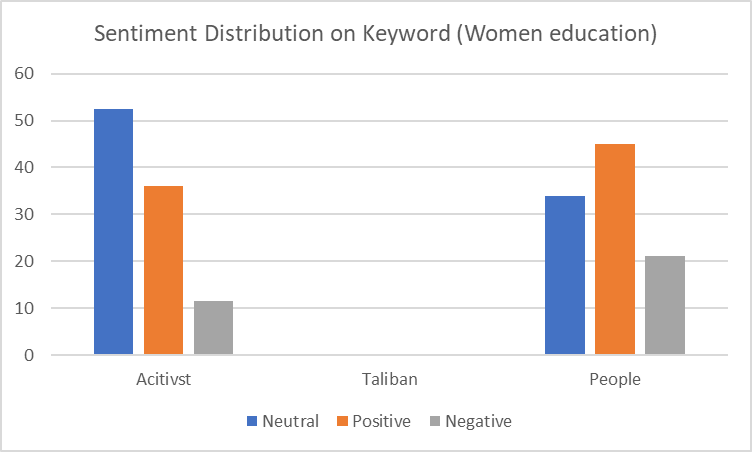 Sentiment Distribution on Keyword (Women education)
60
50
40
30
20
10
0
Acitivst Taliban People
Neutral Positive Negative